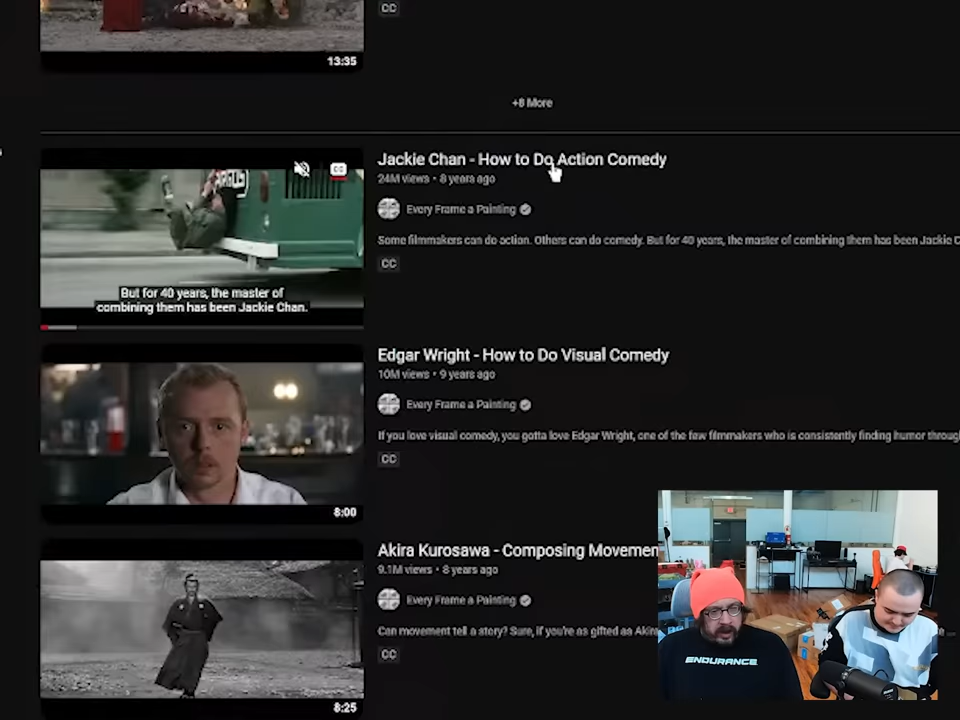 CC
13:35
+8 More
Jackie Chan - How to Do Action Comedy
24M views • 8 years ago
CC
Every Frame a Painting
Some filmmakers can do action. Others can do comedy. But for 40 years, the master of combining them has been Jackie C
CC
But for 40 years, the master of
combining them has been Jackie Chan.
Edgar Wright - How to Do Visual Comedy
10M views • 9 years ago
Every Frame a Painting
If you love visual comedy, you gotta love Edgar Wright, one of the few filmmakers who is consistently finding humor throug
CC
8:00
Akira Kurosawa - Composing Movemen
9.1M views • 8 years ago
Every Frame a Painting
Can movement tell a story? Sure, if you're as gifted as Akira
CC
8:25
ENDURANCE